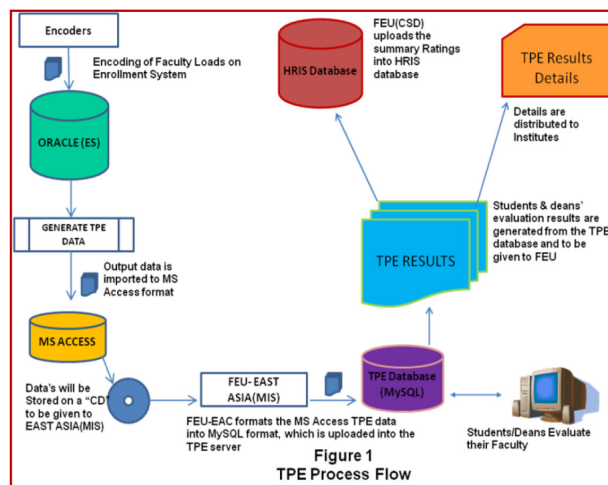 Encoders
Encoding of Faculty Loads on
Enrollment System
ORACLE (ES)
GENERATE TPE
DATA
Output data is
imported to MS
Access format
MS ACCESS
Data's will be
Stored on a "CD"
to be given to
EAST ASIA(MIS)
FEU- EAST
ASIA(MIS)
FEU-EAC formats the MS Access TPE data
into MySQL format, which is uploaded into the
TPE server
TPE Database
(MySQL)
Students/Deans Evaluate
their Faculty
TPE RESULTS
Students & deans'
evaluation results are
generated from the TPE
database and to be
given to FEU
HRIS Database
FEU(CSD)
uploads the
summary Ratings
into HRIS
database
TPE Results
Details
Details are
distributed to
Institutes
Figure 1
TPE Process Flow